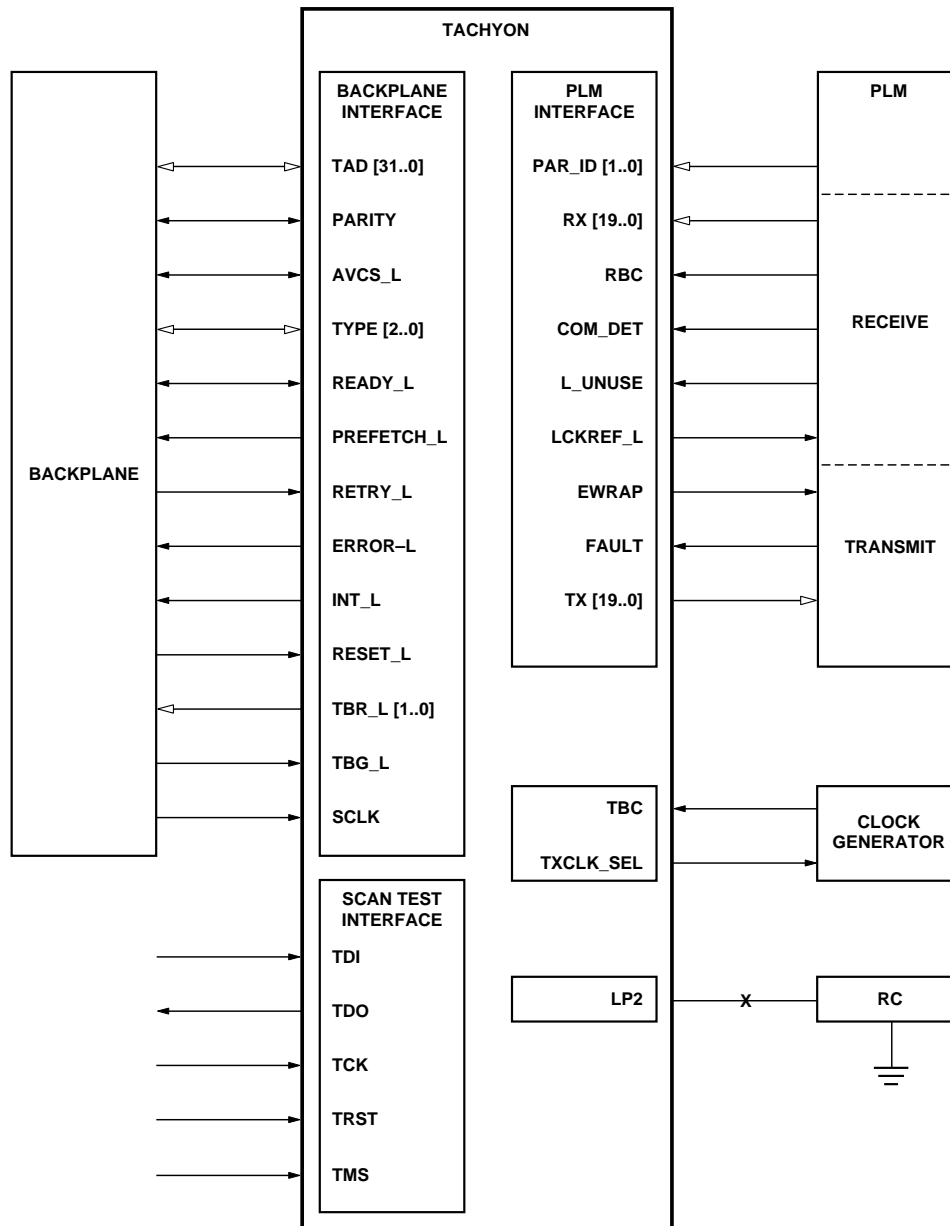 TACHYON
BACKPLANE
BACKPLANE
INTERFACE
TAD [31..0]
PARITY
AVCS_L
TYPE [2..0]
READY_L
PREFETCH_L
RETRY_L
ERROR–L
INT_L
RESET_L
TBR_L [1..0]
TBG_L
SCLK
SCAN TEST
INTERFACE
TDI
TDO
TCK
TRST
TMS
PLM
INTERFACE
PAR_ID [1..0]
RX [19..0]
RBC
COM_DET
L_UNUSE
LCKREF_L
EWRAP
FAULT
TX [19..0]
TBC
TXCLK_SEL
LP2
X
PLM
RECEIVE
TRANSMIT
CLOCK
GENERATOR
RC